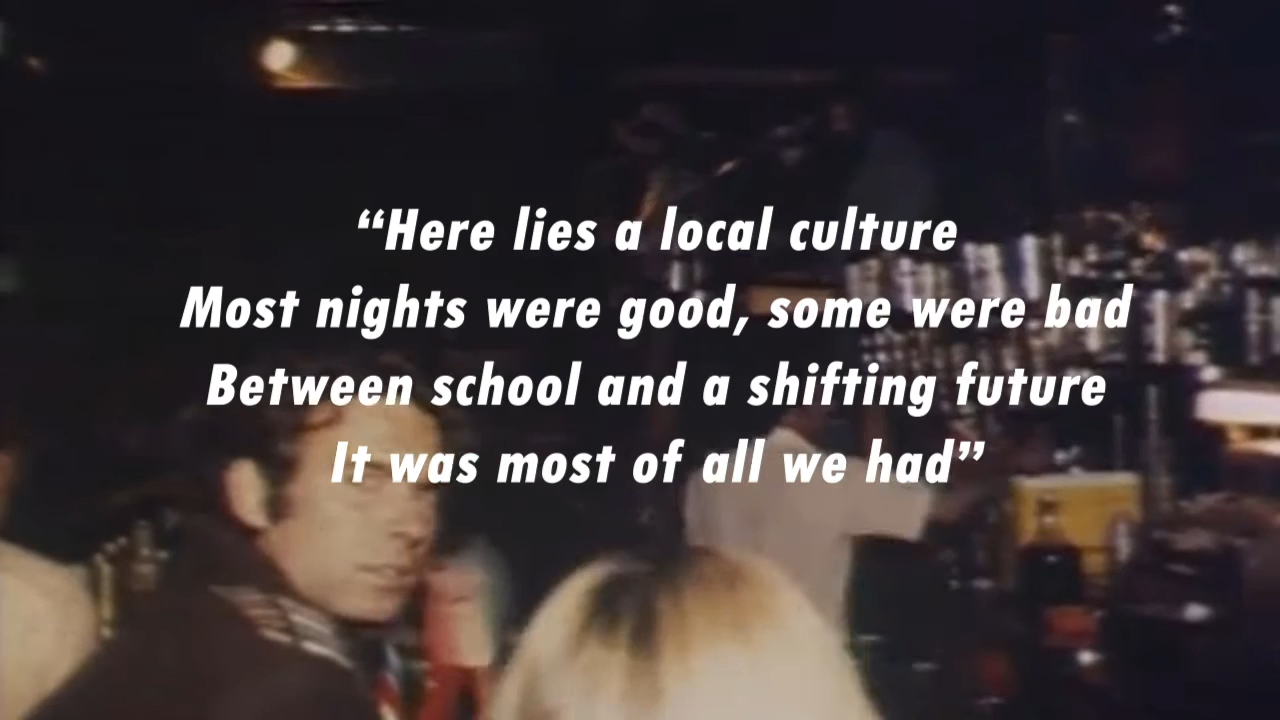 “Here lies a local culture
Most nights were good, some were bad
Between school and a shifting future
It was most of all we had”